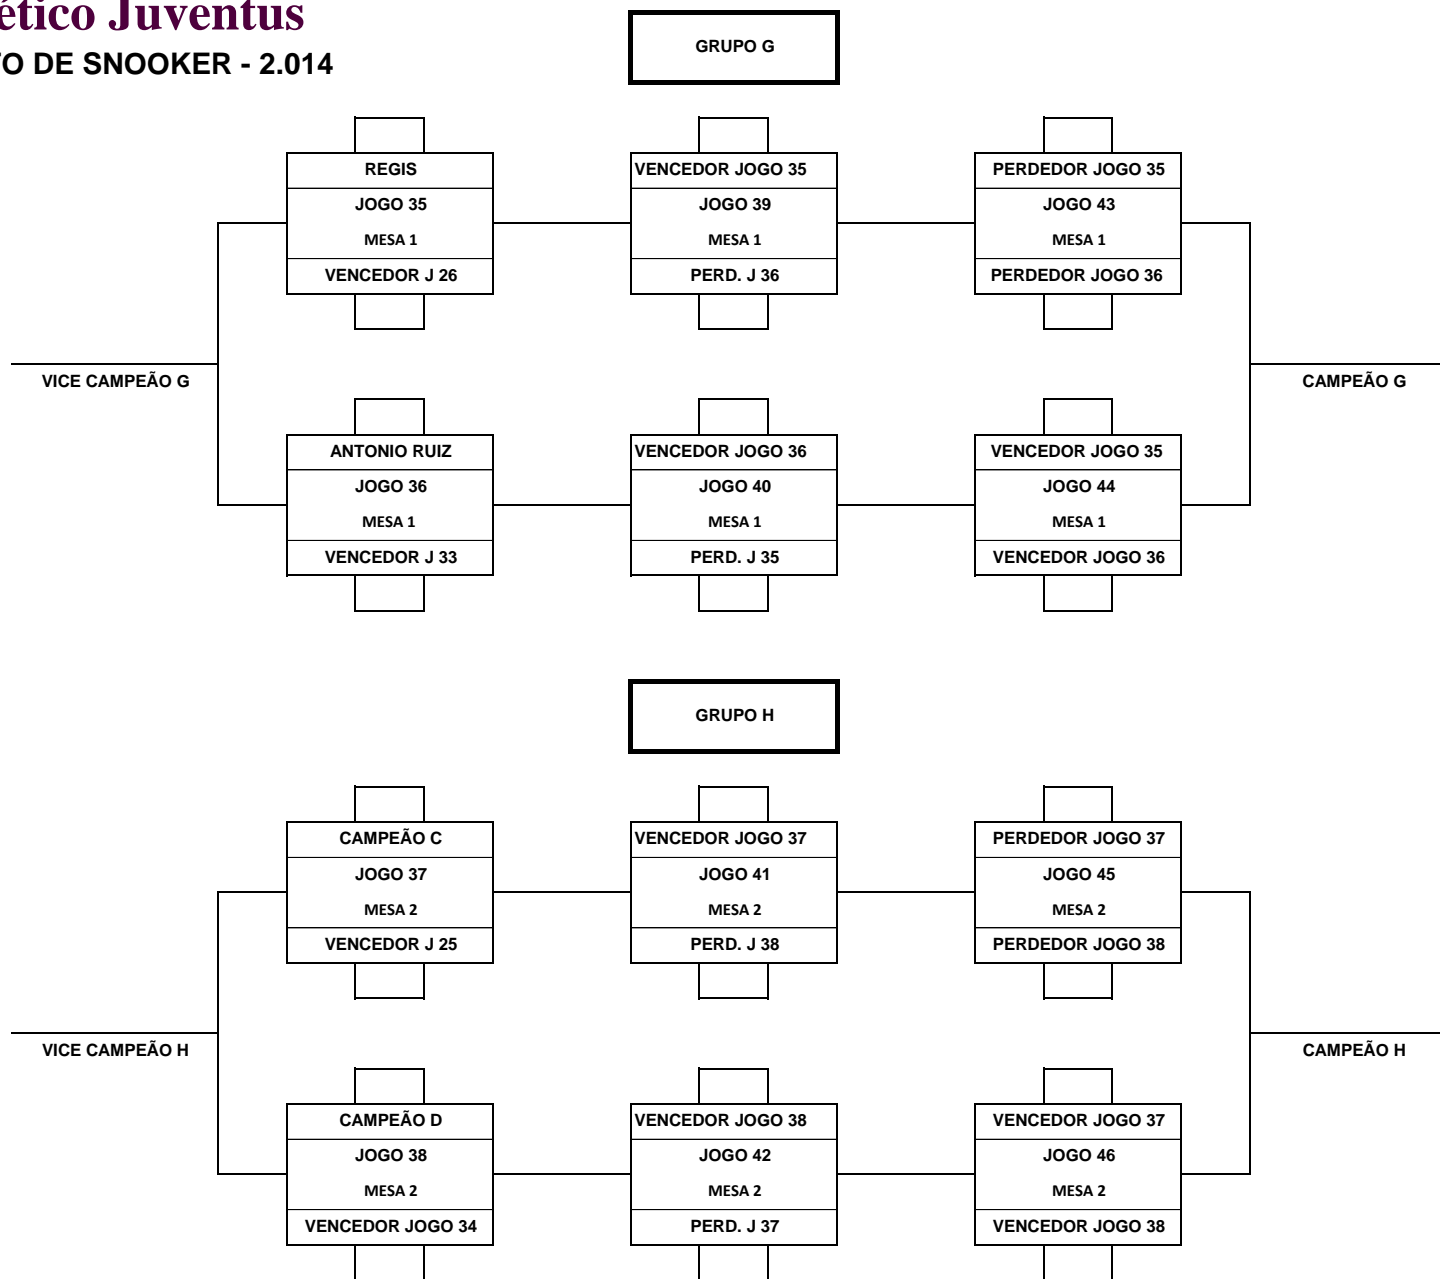 ético Juventus
TO DE SNOOKER - 2.014
GRUPO G
REGIS
JOGO 35
MESA 1
VENCEDOR J 26
VENCEDOR JOGO 35
JOGO 39
MESA 1
PERD. J 36
PERDEDOR JOGO 35
JOGO 43
MESA 1
PERDEDOR JOGO 36
VICE CAMPEÃO G
CAMPEÃO G
ANTONIO RUIZ
JOGO 36
MESA 1
VENCEDOR J 33
VENCEDOR JOGO 36
JOGO 40
MESA 1
PERD. J 35
VENCEDOR JOGO 35
JOGO 44
MESA 1
VENCEDOR JOGO 36
GRUPO H
CAMPEÃO C
JOGO 37
MESA 2
VENCEDOR J 25
VENCEDOR JOGO 37
JOGO 41
MESA 2
PERD. J 38
PERDEDOR JOGO 37
JOGO 45
MESA 2
PERDEDOR JOGO 38
VICE CAMPEÃO H
CAMPEÃO H
CAMPEÃO D
JOGO 38
MESA 2
VENCEDOR JOGO 34
VENCEDOR JOGO 38
JOGO 42
MESA 2
PERD. J 37
VENCEDOR JOGO 37
JOGO 46
MESA 2
VENCEDOR JOGO 38